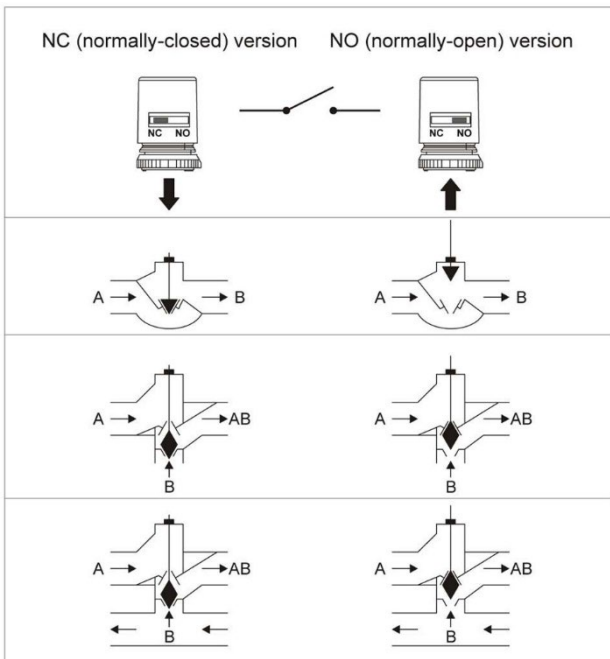 NC (normally-closed) version NO (normally-open) version
NC NO NC NO
A B A B
A AB A AB
B B
A AB A AB
B B